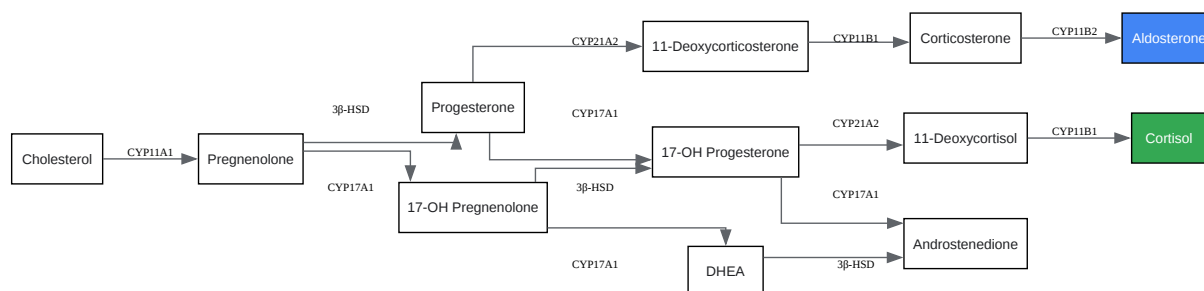 CYP21A2
11-Deoxycorticosterone
CYP11B1
Corticosterone
CYP11B2
Aldosterone
Progesterone
3β-HSD
CYP17A1
CYP21A2
Cholesterol
CYP11A1
Pregnenolone
17-OH Progesterone
11-Deoxycortisol
CYP11B1
Cortisol
CYP17A1
3β-HSD
CYP17A1
17-OH Pregnenolone
Androstenedione
CYP17A1
DHEA
3β-HSD